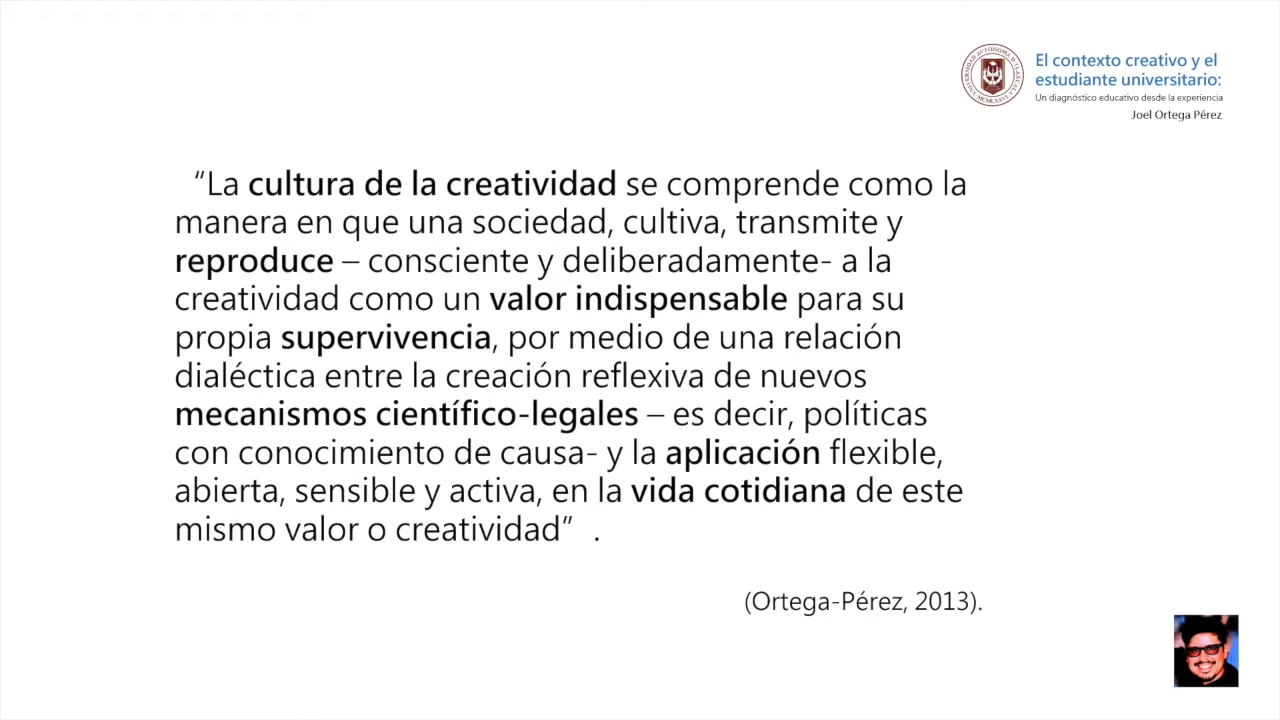 UNIVERSIDAD AUTÓNOMA D TLAXCALA MCMLXXVI
El contexto creativo y el
estudiante universitario:
Un diagnóstico educativo desde la experiencia
Joel Ortega Pérez
“La cultura de la creatividad se comprende como la
manera en que una sociedad, cultiva, transmite y
reproduce – consciente y deliberadamente- a la
creatividad como un valor indispensable para su
propia supervivencia, por medio de una relación
dialéctica entre la creación reflexiva de nuevos
mecanismos científico-legales – es decir, políticas
con conocimiento de causa- y la aplicación flexible,
abierta, sensible y activa, en la vida cotidiana de este
mismo valor o creatividad” .
(Ortega-Pérez, 2013).